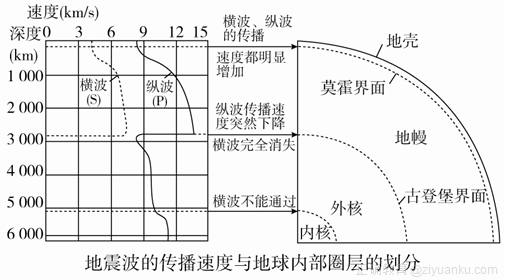 速度(km/s)
深度 0 3 6 9 12 15
(km)
1 000
2 000
3 000
4 000
5 000
6 000
横波
(S)
纵波
(P)
横波、纵波
的传播
速度都明显
增加
纵波传播速
度突然下降
横波完全消失
横波不能通过
地壳
莫霍界面
地幔
古登堡界面
外核
内核
地震波的传播速度与地球内部圈层的划分
@ziyuanku.com